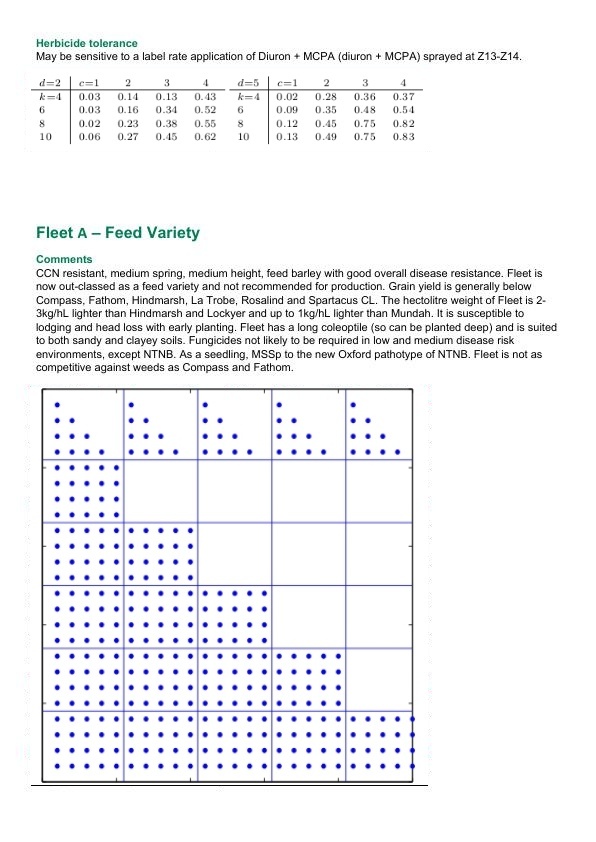 Herbicide tolerance
May be sensitive to a label rate application of Diuron + MCPA (diuron + MCPA) sprayed at Z13-Z14.
d=2 c=1 2 3 4 d=5 c=1 2 3 4
k=4 0.03 0.14 0.13 0.43 k=4 0.02 0.28 0.36 0.37
6 0.03 0.16 0.34 0.52 6 0.09 0.35 0.48 0.54
8 0.02 0.23 0.38 0.55 8 0.12 0.45 0.75 0.82
10 0.06 0.27 0.45 0.62 10 0.13 0.49 0.75 0.83
Fleet A – Feed Variety
Comments
CCN resistant, medium spring, medium height, feed barley with good overall disease resistance. Fleet is
now out-classed as a feed variety and not recommended for production. Grain yield is generally below
Compass, Fathom, Hindmarsh, La Trobe, Rosalind and Spartacus CL. The hectolitre weight of Fleet is 2-
3kg/hL lighter than Hindmarsh and Lockyer and up to 1kg/hL lighter than Mundah. It is susceptible to
lodging and head loss with early planting. Fleet has a long coleoptile (so can be planted deep) and is suited
to both sandy and clayey soils. Fungicides not likely to be required in low and medium disease risk
environments, except NTNB. As a seedling, MSSp to the new Oxford pathotype of NTNB. Fleet is not as
competitive against weeds as Compass and Fathom.